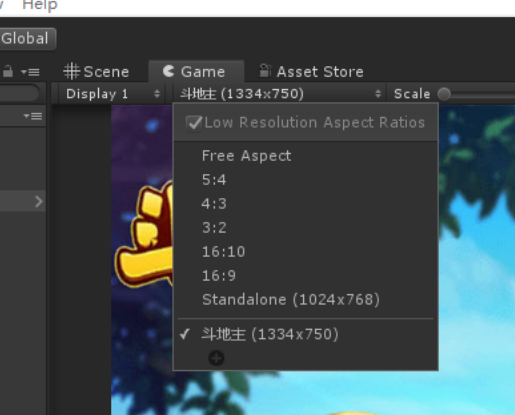 Help
Global
Scene
Game
Asset Store
Display 1
斗地主 (1334x750)
Scale
Low Resolution Aspect Ratios
Free Aspect
5:4
4:3
3:2
16:10
16:9
Standalone (1024x768)
斗地主 (1334x750)